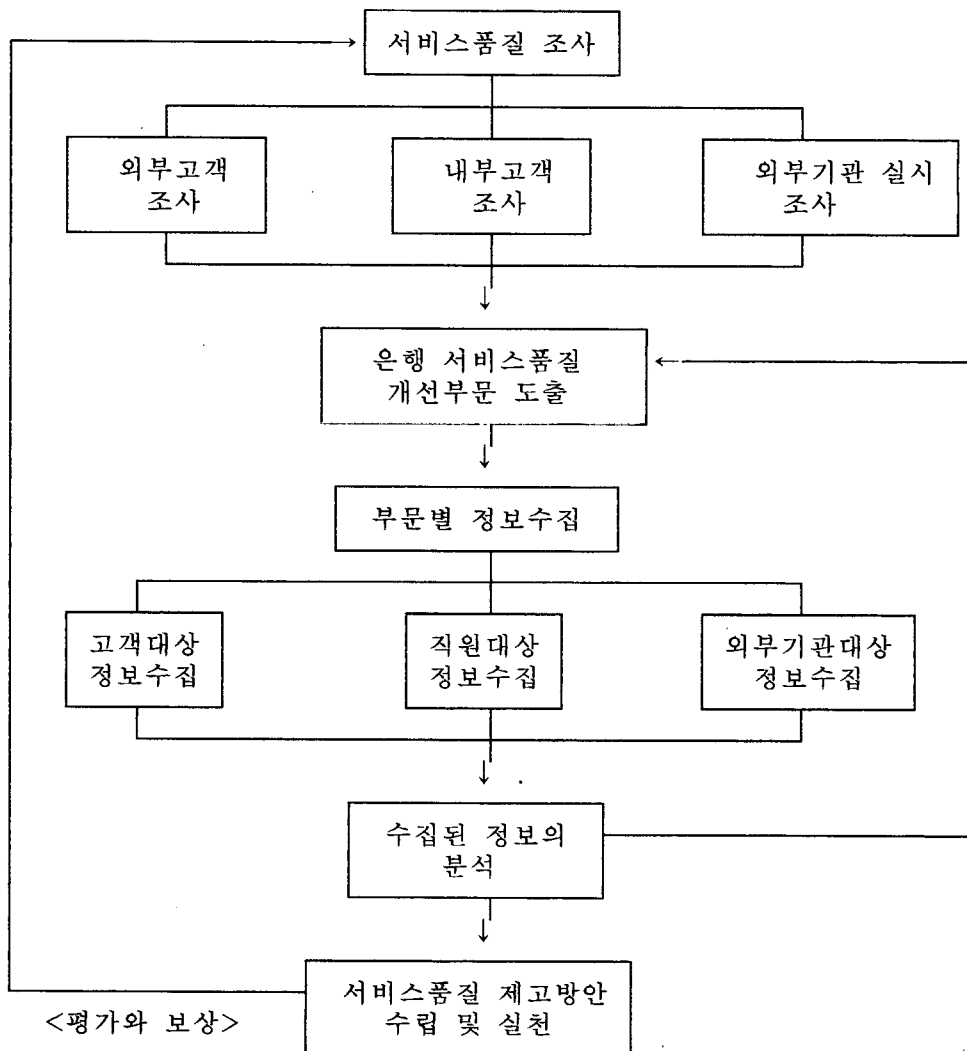 서비스품질 조사
외부고객
조사
내부고객
조사
외부기관 실시
조사
은행 서비스품질
개선부문 도출
부문별 정보수집
고객대상
정보수집
직원대상
정보수집
외부기관대상
정보수집
수집된 정보의
분석
서비스품질 제고방안
수립 및 실천
<평가와 보상>